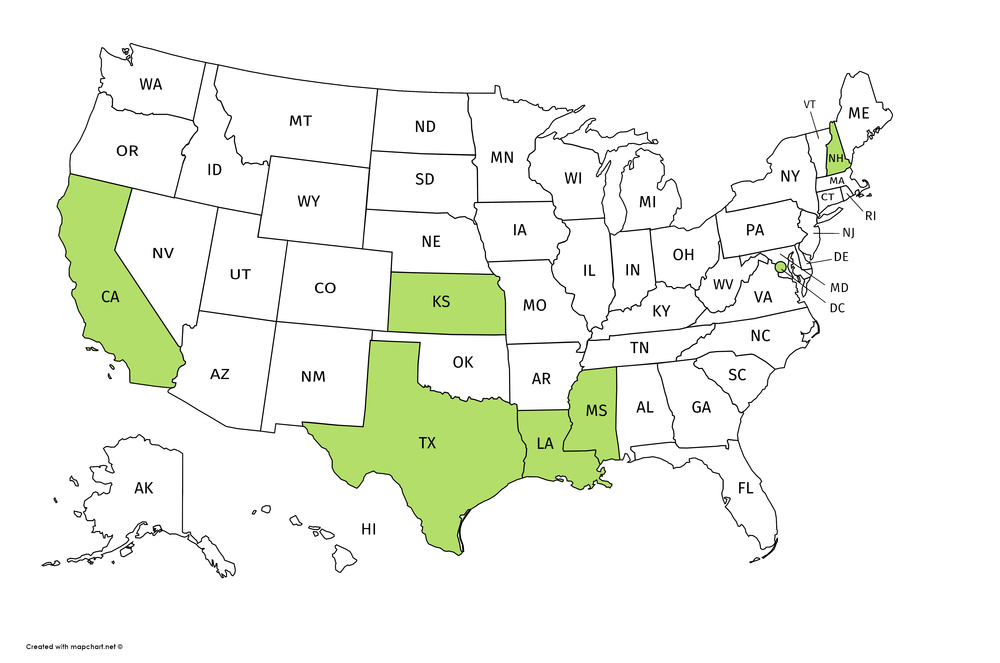 WA
MT
ND
MN
VT
ME
OR
ID
SD
WI
NH
NY
MA
WY
MI
CT
RI
IA
PA
NJ
NE
NV
OH
DE
UT
IL
IN
CO
WV
MD
CA
KS
MO
KY
VA
DC
NC
TN
OK
AZ
NM
AR
SC
MS
AL
GA
TX
LA
AK
FL
HI
Created with mapchart.net ©